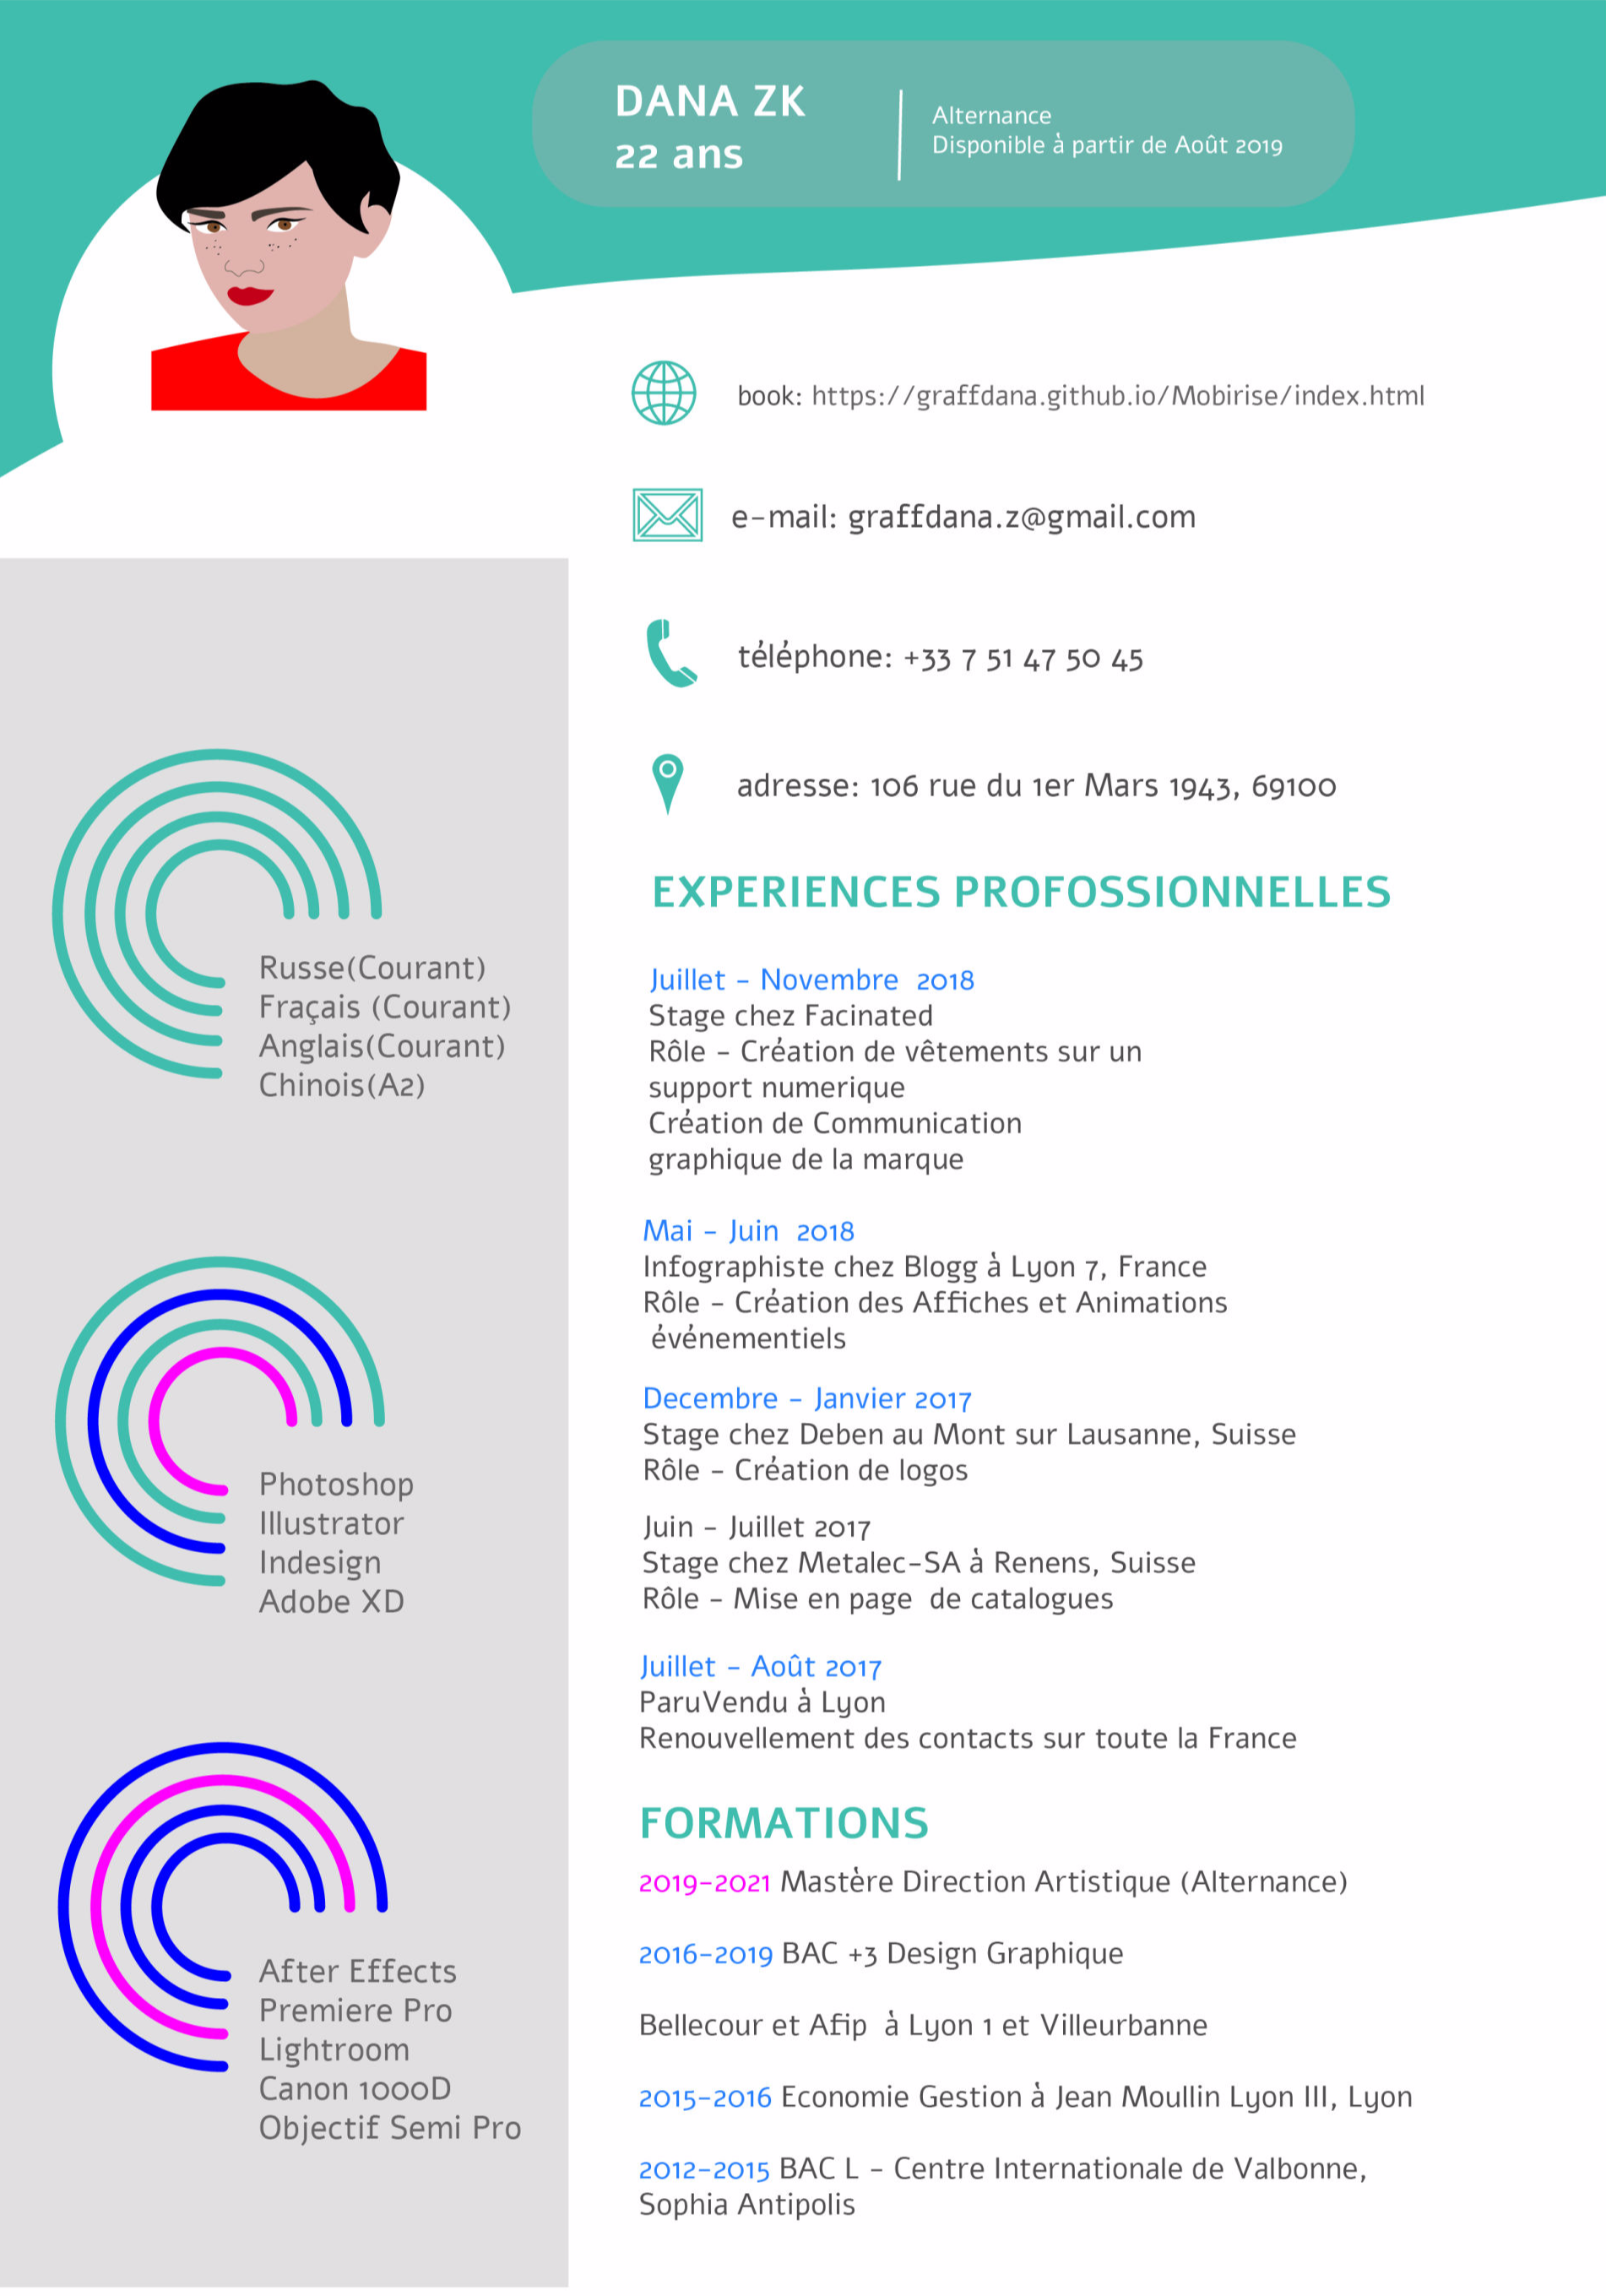 DANA ZK
22 ans
Alternance
Disponible à partir de Août 2019
book: https://graffdana.github.io/Mobirise/index.html
e-mail: graffdana.z@gmail.com
téléphone: +33 7 51 47 50 45
adresse: 106 rue du 1er Mars 1943, 69100
Russe(Courant)
Fraçais (Courant)
Anglais(Courant)
Chinois(A2)
Photoshop
Illustrator
Indesign
Adobe XD
After Effects
Premiere Pro
Lightroom
Canon 1000D
Objectif Semi Pro
EXPERIENCES PROFOSSIONNELLES
Juillet - Novembre 2018
Stage chez Facinated
Rôle - Création de vêtements sur un
support numerique
Création de Communication
graphique de la marque
Mai - Juin 2018
Infographiste chez Blogg à Lyon 7, France
Rôle - Création des Affiches et Animations
événementiels
Decembre - Janvier 2017
Stage chez Deben au Mont sur Lausanne, Suisse
Rôle - Création de logos
Juin - Juillet 2017
Stage chez Metalec-SA à Renens, Suisse
Rôle - Mise en page de catalogues
Juillet - Août 2017
ParuVendu à Lyon
Renouvellement des contacts sur toute la France
FORMATIONS
2019-2021 Mastère Direction Artistique (Alternance)
2016-2019 BAC +3 Design Graphique
Bellecour et Afip à Lyon 1 et Villeurbanne
2015-2016 Economie Gestion à Jean Moullin Lyon III, Lyon
2012-2015 BAC L - Centre Internationale de Valbonne,
Sophia Antipolis